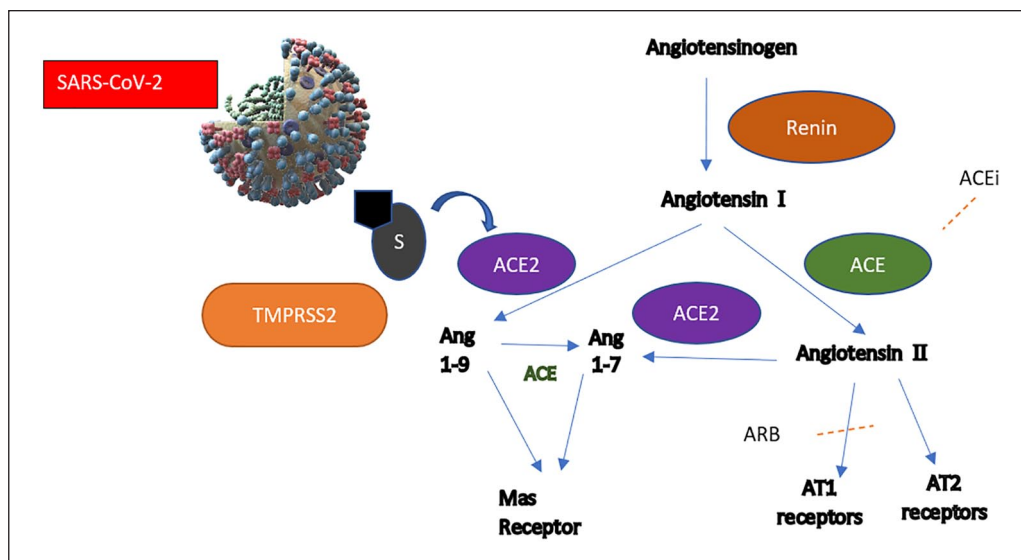 SARS-CoV-2
Angiotensinogen
Renin
ACEi
Angiotensin I
S
ACE2
ACE
TMPRSS2
ACE2
Ang
1-9
ACE
Ang
1-7
Angiotensin II
ARB
Mas
Receptor
AT1
receptors
AT2
receptors